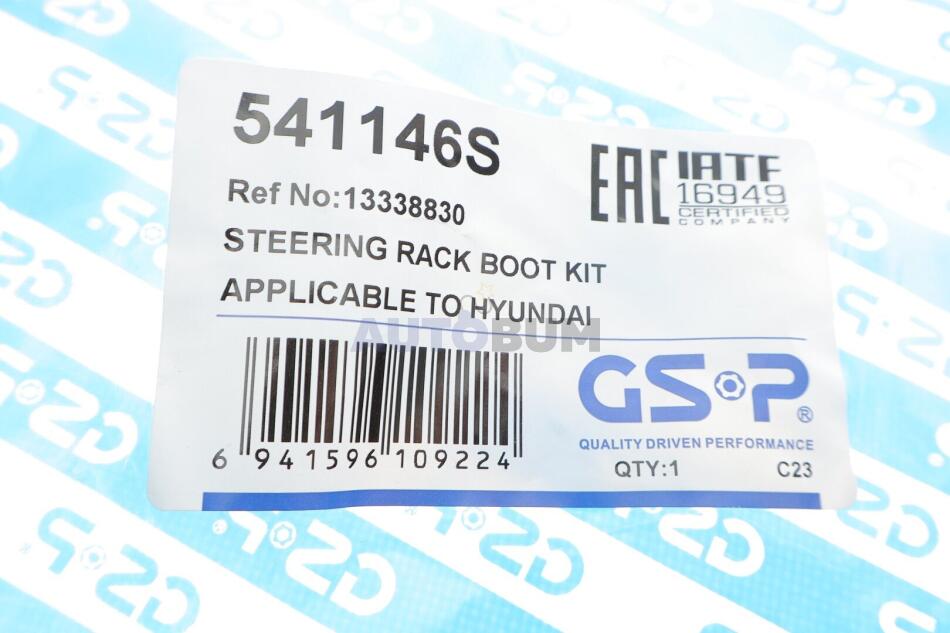 541146S
EAC
IATF
16949
CERTIFIED
COMPANY
Ref No:13338830
STEERING RACK BOOT KIT
APPLICABLE TO HYUNDAI
AUTOBUM
6 941596 109224
GSP®
QUALITY DRIVEN PERFORMANCE
QTY:1 C23